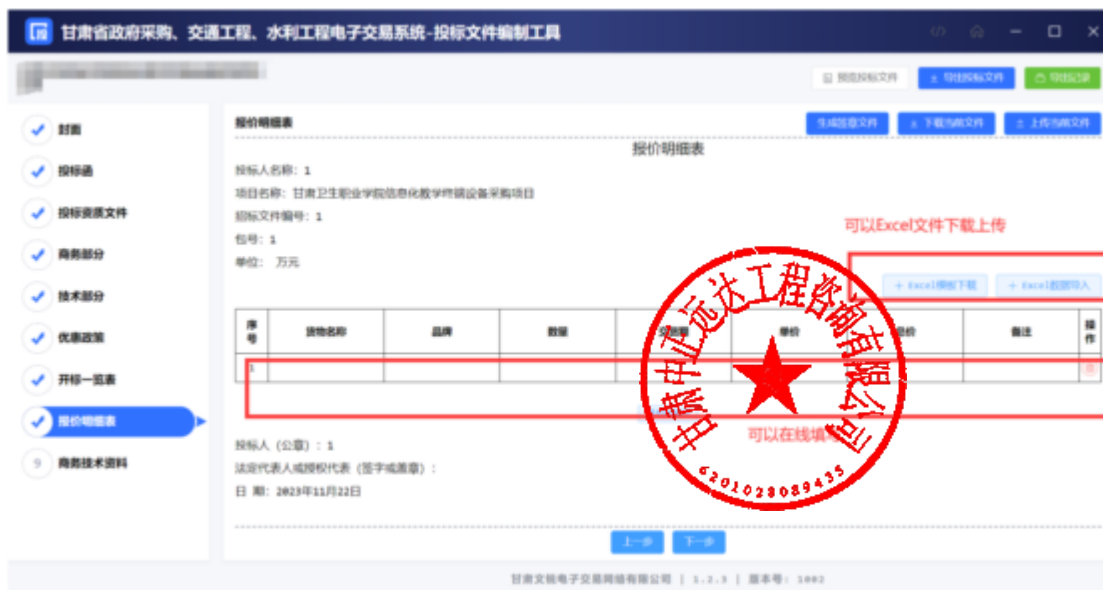 甘肃省政府采购、交通工程、水利工程电子交易系统-投标文件编制工具
预览投标文件 导出投标文件 导出记录
封面
投标函
投标资质文件
商务部分
技术部分
优惠政策
开标一览表
报价明细表
9 商务技术资料
报价明细表 生成签章文件 下载当前文件 上传当前文件
报价明细表
投标人名称：1
项目名称：甘肃卫生职业学院信息化教学终端设备采购项目
招标文件编号：1
包号：1
单位： 万元
可以Excel文件下载上传
+ Excel模板下载 + Excel数据导入
序号 货物名称 品牌 数量 单价 总价 备注 操作
1
可以在线填写
甘肃中正远达工程咨询有限公司
6201028089435
投标人（公章）：1
法定代表人或授权代表（签字或盖章）：
日 期：2023年11月22日
上一步 下一步
甘肃文锐电子交易网络有限公司 | 1.2.3 | 版本号：1002